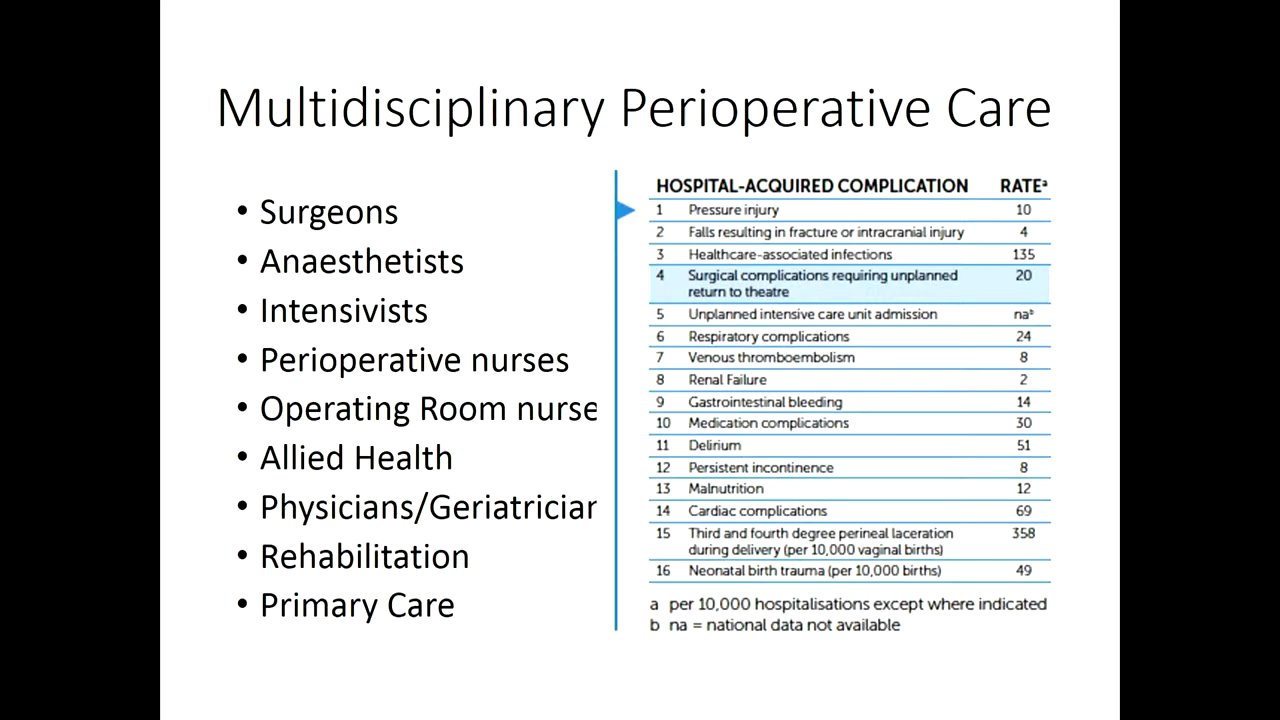 Multidisciplinary Perioperative Care
• Surgeons
• Anaesthetists
• Intensivists
• Perioperative nurses
• Operating Room nurse
• Allied Health
• Physicians/Geriatrician
• Rehabilitation
• Primary Care
HOSPITAL-ACQUIRED COMPLICATION RATEᵃ
1 Pressure injury 10
2 Falls resulting in fracture or intracranial injury 4
3 Healthcare-associated infections 135
4 Surgical complications requiring unplanned 20
return to theatre
5 Unplanned intensive care unit admission naᵇ
6 Respiratory complications 24
7 Venous thromboembolism 8
8 Renal Failure 2
9 Gastrointestinal bleeding 14
10 Medication complications 30
11 Delirium 51
12 Persistent incontinence 8
13 Malnutrition 12
14 Cardiac complications 69
15 Third and fourth degree perineal laceration 358
during delivery (per 10,000 vaginal births)
16 Neonatal birth trauma (per 10,000 births) 49
a per 10,000 hospitalisations except where indicated
b na = national data not available